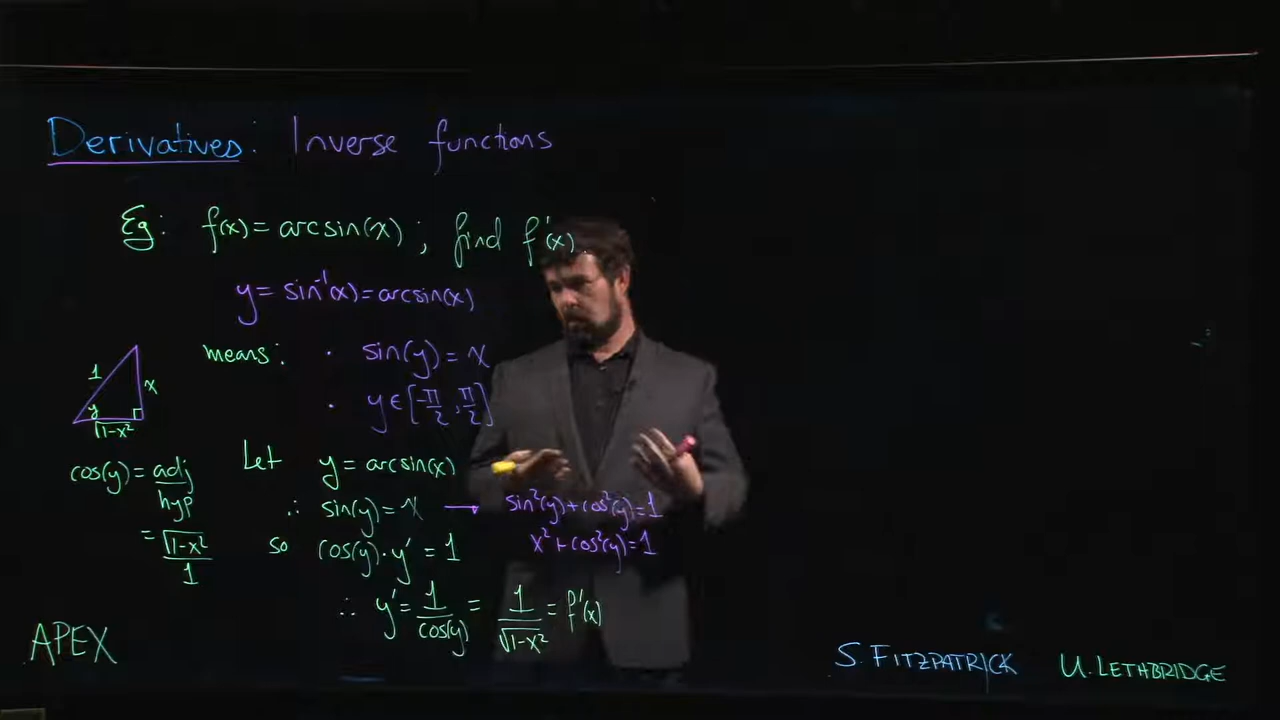 Derivatives: Inverse functions
Eg: f(x) = arcsin(x) ; find f'(x).
y = sin⁻¹(x) = arcsin(x)
means: · sin(y) = x
· y ∈ [-π/2, π/2]
1
x
y
√1-x²
cos(y) = adj/hyp
= √1-x²/1
Let y = arcsin(x)
∴ sin(y) = x → sin²(y) + cos²(y) = 1
x² + cos²(y) = 1
so cos(y) · y' = 1
∴ y' = 1/cos(y) = 1/√1-x² = f'(x)
APEX
S. FITZPATRICK U. LETHBRIDGE